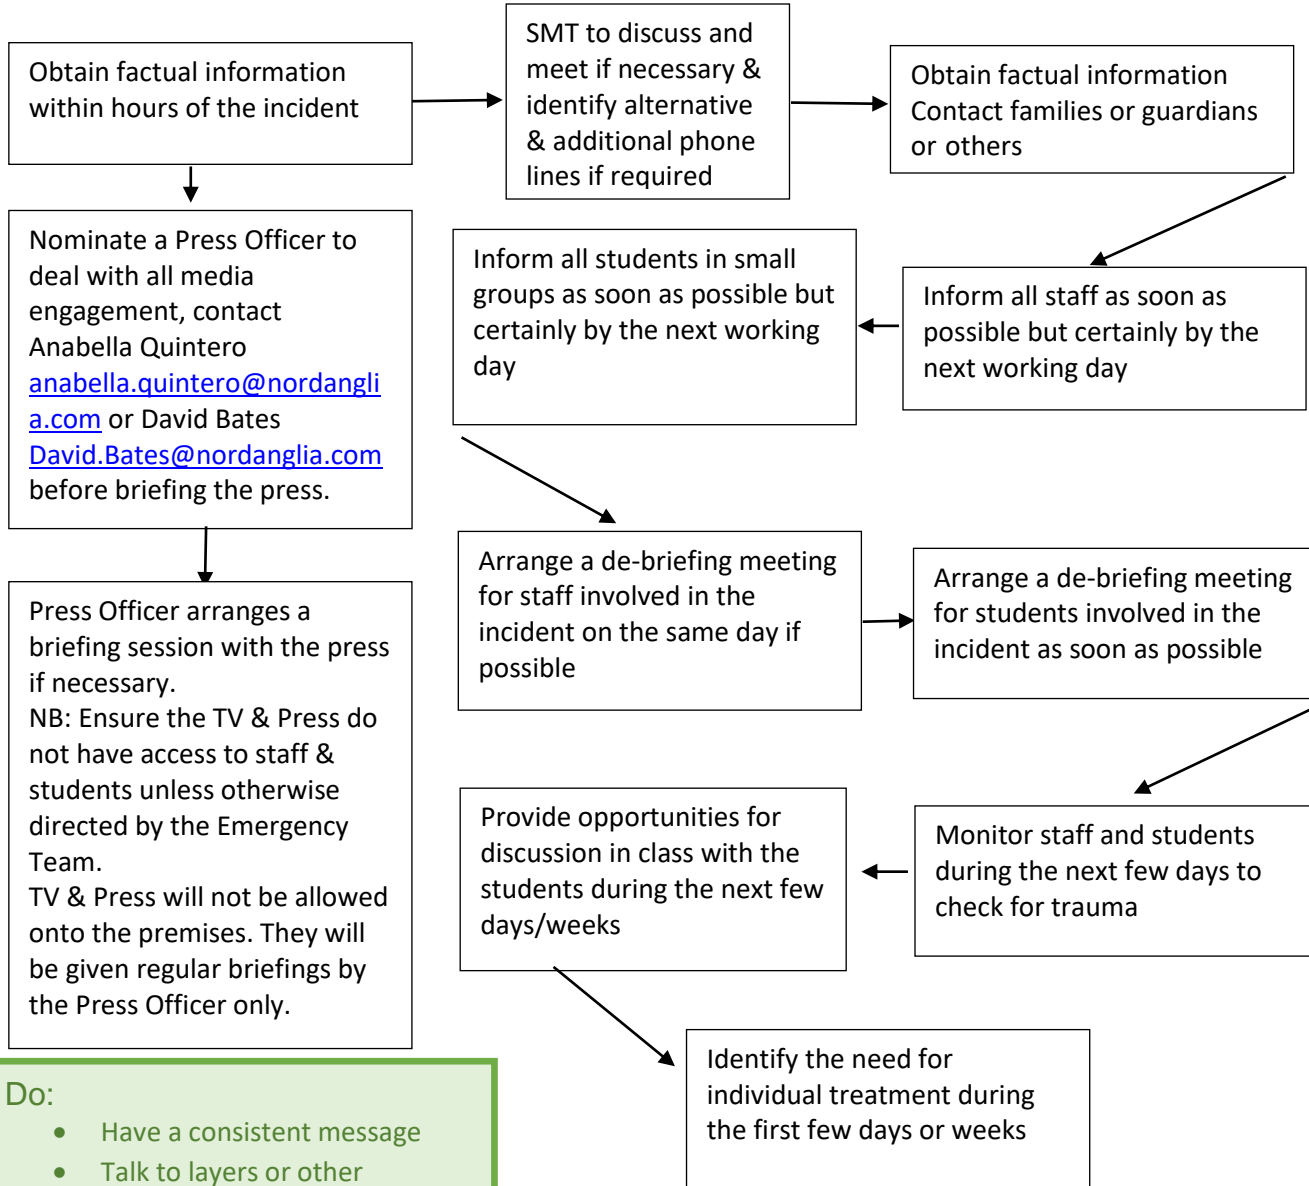 Obtain factual information
within hours of the incident
SMT to discuss and
meet if necessary &
identify alternative
& additional phone
lines if required
Obtain factual information
Contact families or guardians
or others
Nominate a Press Officer to
deal with all media
engagement, contact
Anabella Quintero
anabella.quintero@nordangli
a.com or David Bates
David.Bates@nordanglia.com
before briefing the press.
Inform all students in small
groups as soon as possible but
certainly by the next working
day
Inform all staff as soon as
possible but certainly by the
next working day
Press Officer arranges a
briefing session with the press
if necessary.
NB: Ensure the TV & Press do
not have access to staff &
students unless otherwise
directed by the Emergency
Team.
TV & Press will not be allowed
onto the premises. They will
be given regular briefings by
the Press Officer only.
Arrange a de-briefing meeting
for staff involved in the
incident on the same day if
possible
Arrange a de-briefing meeting
for students involved in the
incident as soon as possible
Provide opportunities for
discussion in class with the
students during the next few
days/weeks
Monitor staff and students
during the next few days to
check for trauma
Identify the need for
individual treatment during
the first few days or weeks
Do:
• Have a consistent message
• Talk to layers or other